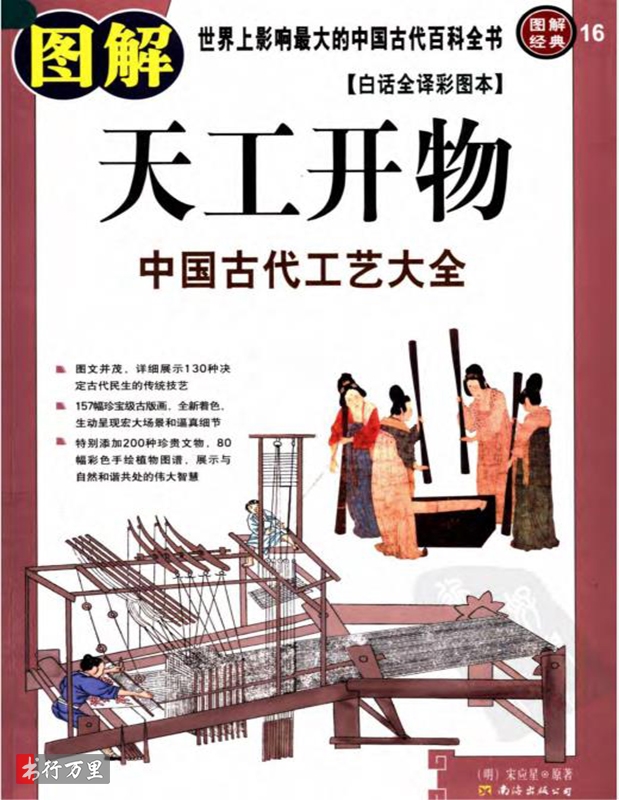 图解
世界上影响最大的中国古代百科全书
图解
经典
16
【白话全译彩图本】
天工开物
中国古代工艺大全
图文并茂，详细展示130种决
定古代民生的传统技艺
157幅珍宝级古版画，全新着色，
生动呈现宏大场景和逼真细节
特别添加200种珍贵文物，80
幅彩色手绘植物图谱，展示与
自然和谐共处的伟大智慧
书行万里
（明）宋应星◎原著
南海出版公司